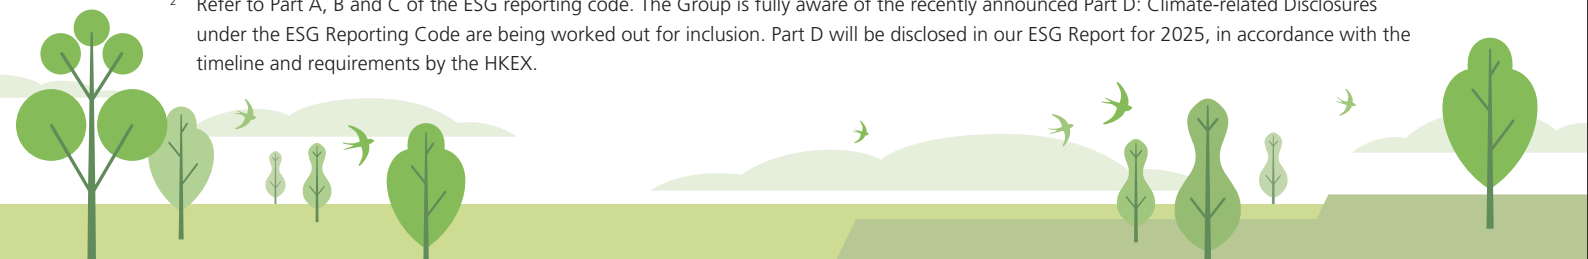 2 Refer to Part A, B and C of the ESG reporting code. The Group is fully aware of the recently announced Part D: Climate-related Disclosures
under the ESG Reporting Code are being worked out for inclusion. Part D will be disclosed in our ESG Report for 2025, in accordance with the
timeline and requirements by the HKEX.